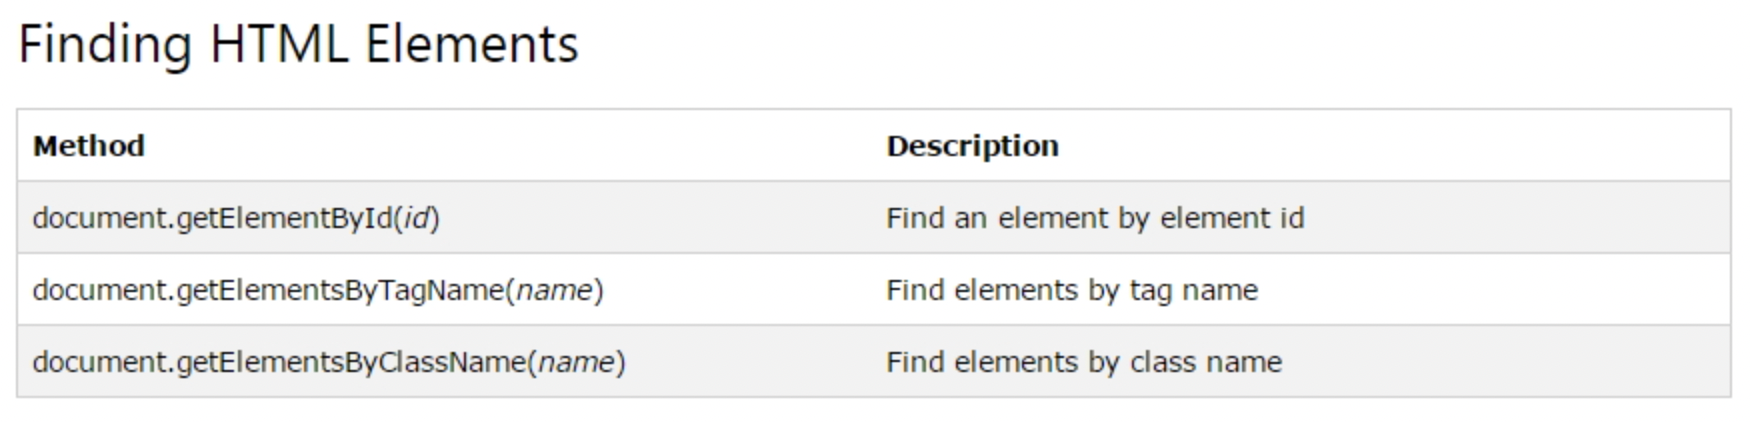 Finding HTML Elements
Method Description
document.getElementById(id) Find an element by element id
document.getElementsByTagName(name) Find elements by tag name
document.getElementsByClassName(name) Find elements by class name